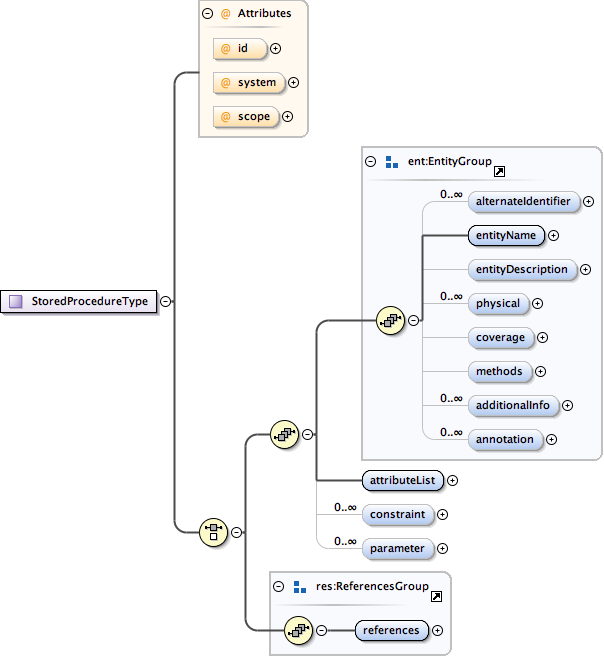 @ Attributes
@ id
@ system
@ scope
ent:EntityGroup
0..∞ alternateIdentifier
entityName
entityDescription
0..∞ physical
coverage
methods
0..∞ additionalInfo
0..∞ annotation
StoredProcedureType
attributeList
0..∞ constraint
0..∞ parameter
res:ReferencesGroup
references